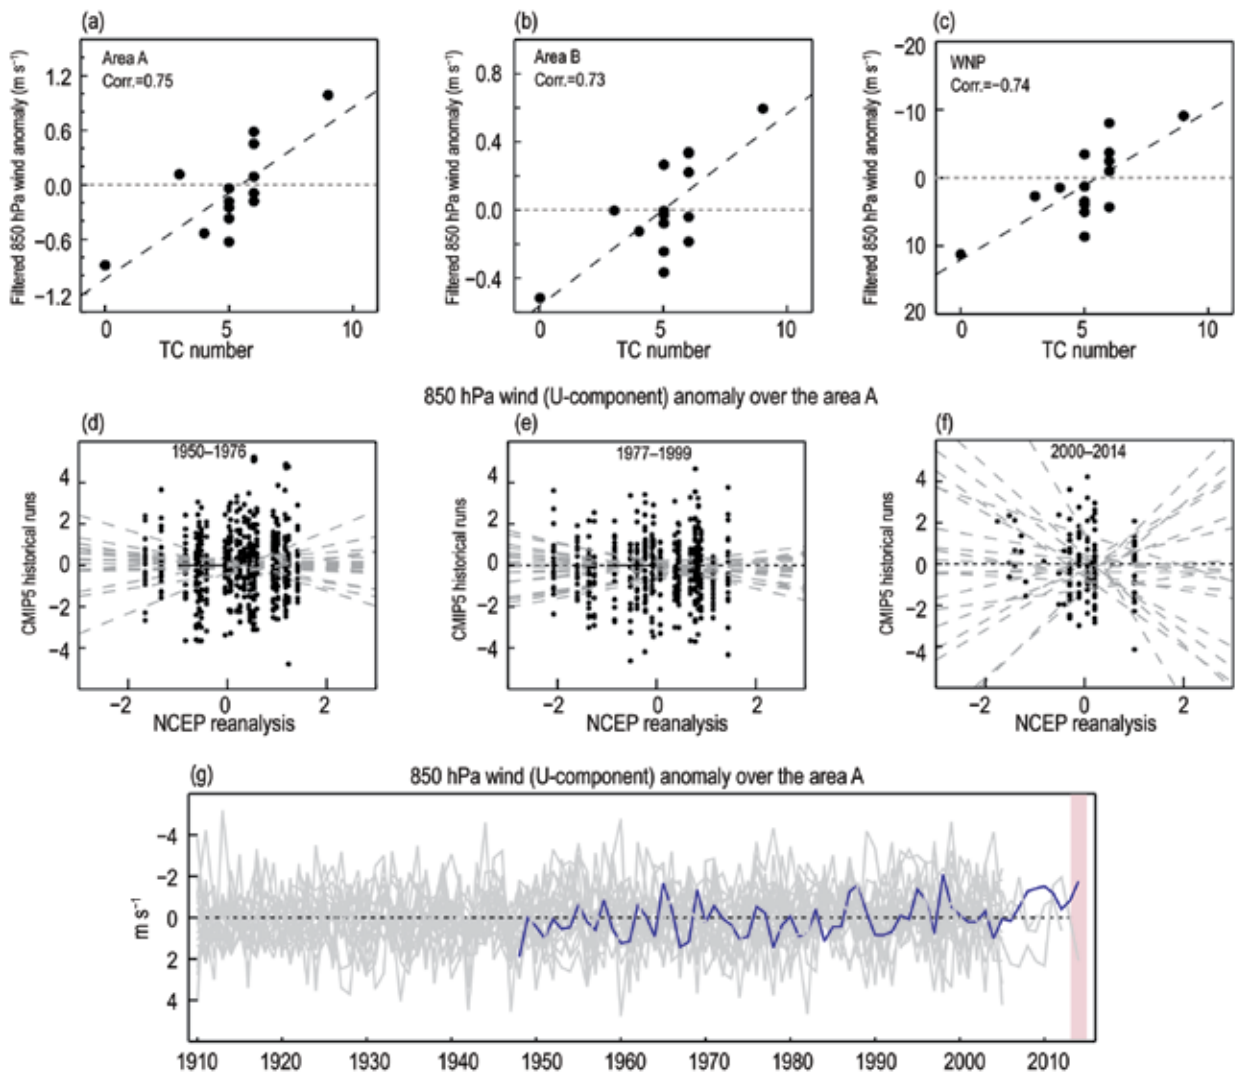 (a)
Area A
Corr.=0.75
Filtered 850 hPa wind anomaly (m s⁻¹)
1.2
0.6
0.0
−0.6
−1.2
0 5 10
TC number
(b)
Area B
Corr.=0.73
Filtered 850 hPa wind anomaly (m s⁻¹)
0.8
0.4
0.0
−0.4
0 5 10
TC number
(c)
WNP
Corr.=−0.74
Filtered 850 hPa wind anomaly (m s⁻¹)
−20
−10
0
10
20
0 5 10
TC number
850 hPa wind (U-component) anomaly over the area A
(d)
1950–1976
CMIP5 historical runs
4
2
0
−2
−4
−2 0 2
NCEP reanalysis
(e)
1977–1999
CMIP5 historical runs
4
2
0
−2
−4
−2 0 2
NCEP reanalysis
(f)
2000–2014
CMIP5 historical runs
4
2
0
−2
−4
−2 0 2
NCEP reanalysis
(g)
850 hPa wind (U-component) anomaly over the area A
m s⁻¹
−4
−2
0
2
4
1910 1920 1930 1940 1950 1960 1970 1980 1990 2000 2010